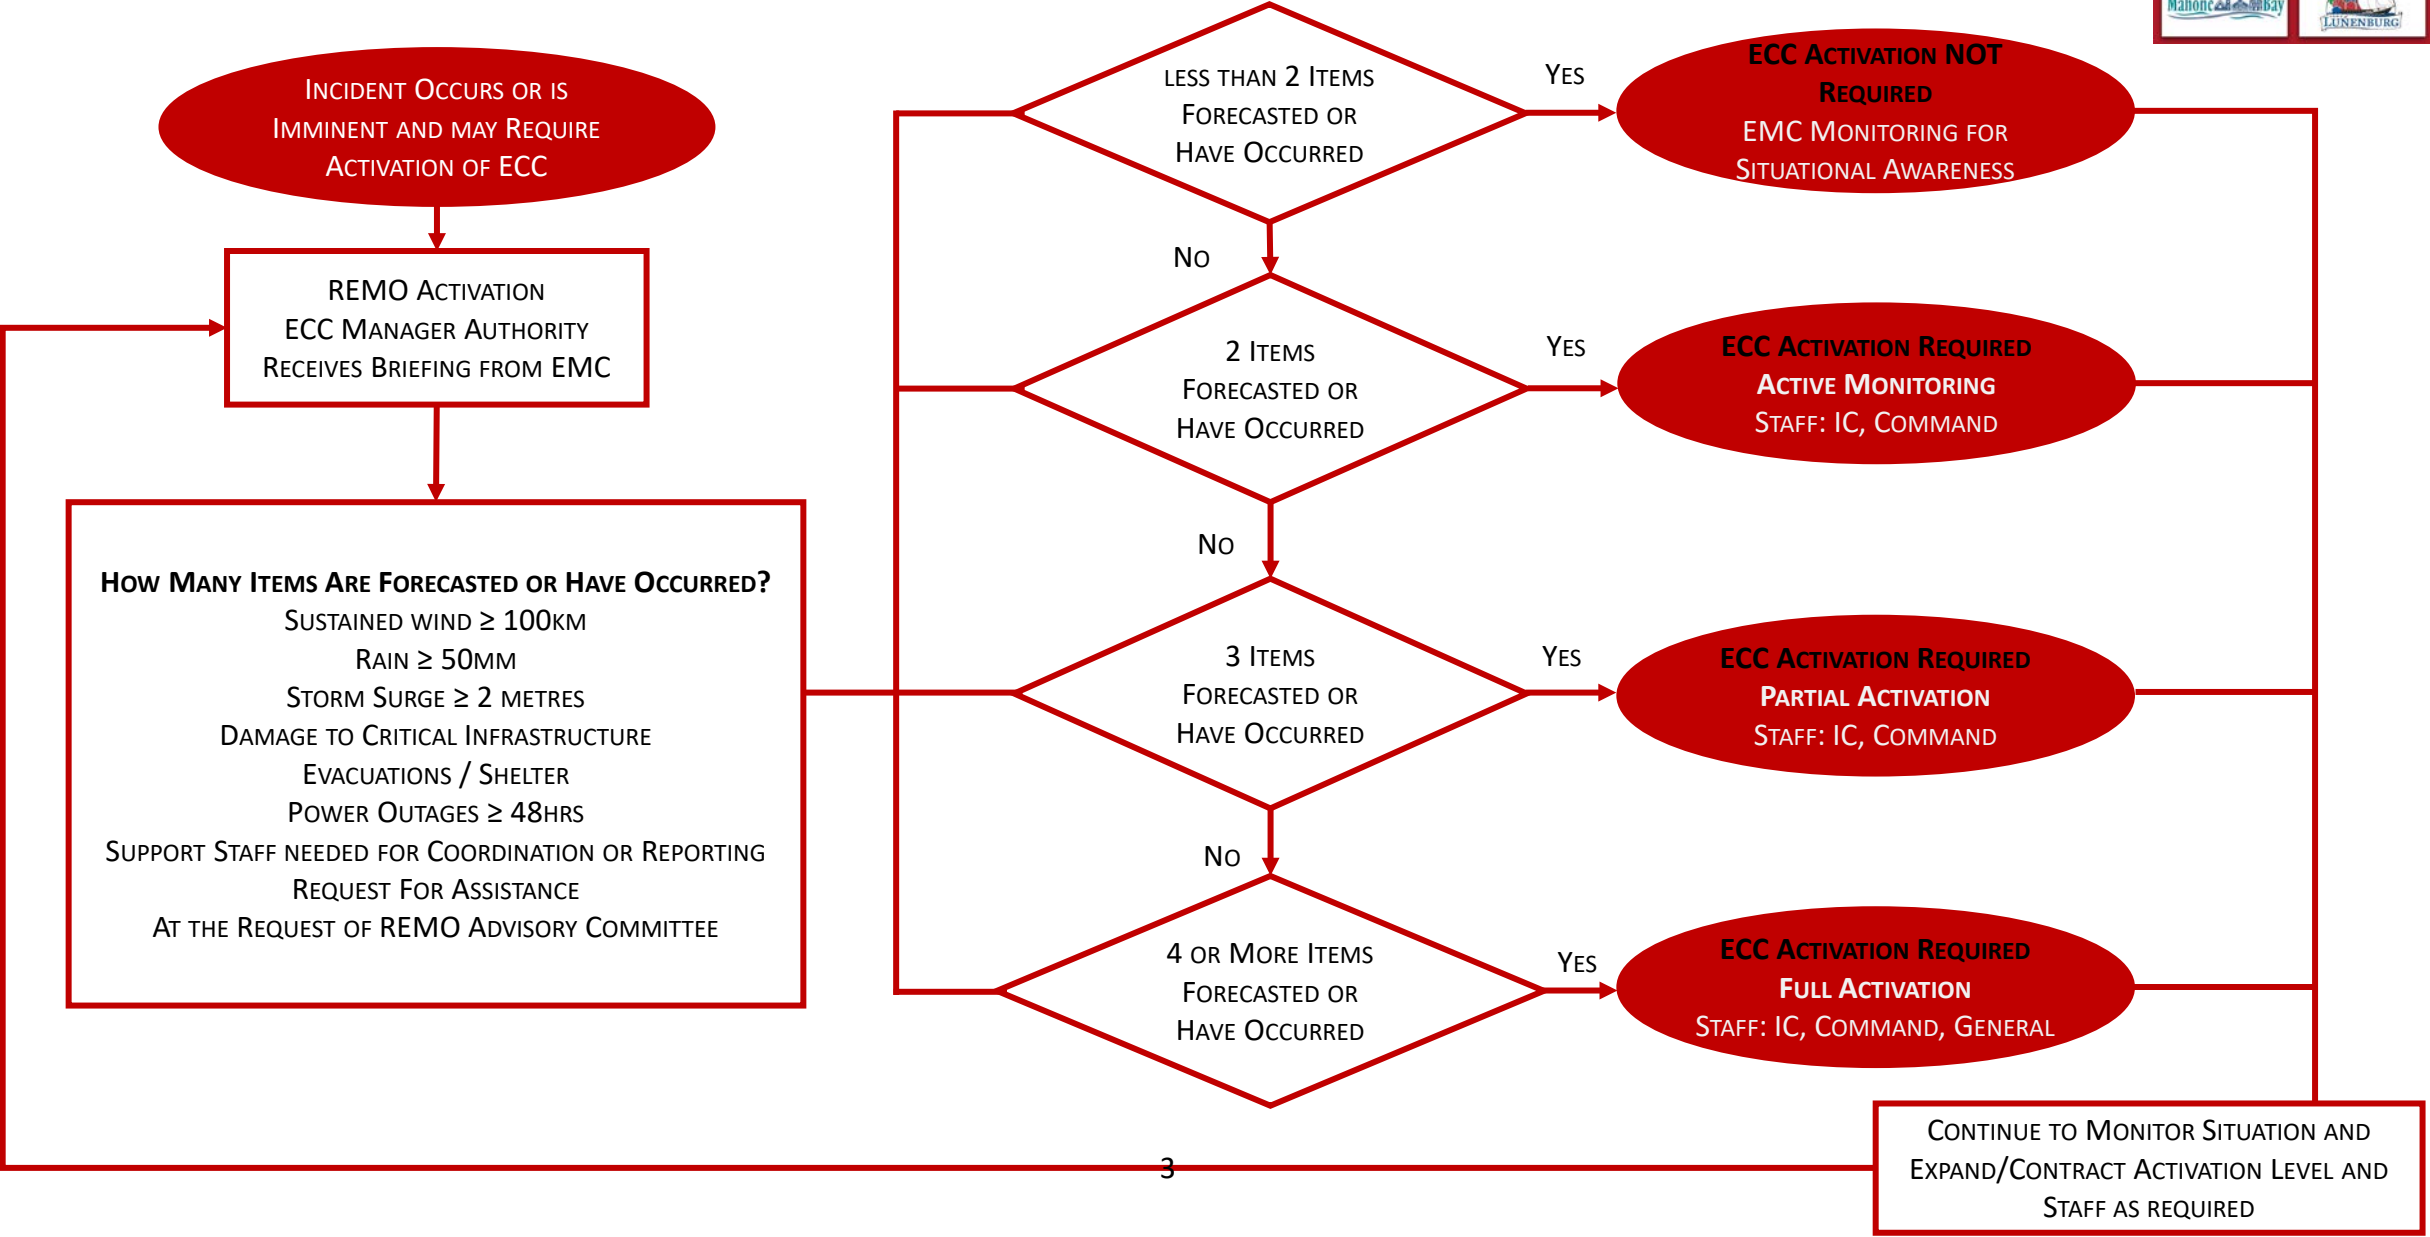 Mahone Bay
LUNENBURG
Incident Occurs or is
Imminent and may Require
Activation of ECC
REMO Activation
ECC Manager Authority
Receives Briefing from EMC
How Many Items Are Forecasted or Have Occurred?
Sustained wind ≥ 100km
Rain ≥ 50mm
Storm Surge ≥ 2 metres
Damage to Critical Infrastructure
Evacuations / Shelter
Power Outages ≥ 48hrs
Support Staff needed for Coordination or Reporting
Request For Assistance
At the Request of REMO Advisory Committee
less than 2 Items
Forecasted or
Have Occurred
Yes
ECC Activation NOT
Required
EMC Monitoring for
Situational Awareness
No
2 Items
Forecasted or
Have Occurred
Yes
ECC Activation Required
Active Monitoring
Staff: IC, Command
No
3 Items
Forecasted or
Have Occurred
Yes
ECC Activation Required
Partial Activation
Staff: IC, Command
No
4 or More Items
Forecasted or
Have Occurred
Yes
ECC Activation Required
Full Activation
Staff: IC, Command, General
Continue to Monitor Situation and
Expand/Contract Activation Level and
Staff as required
3